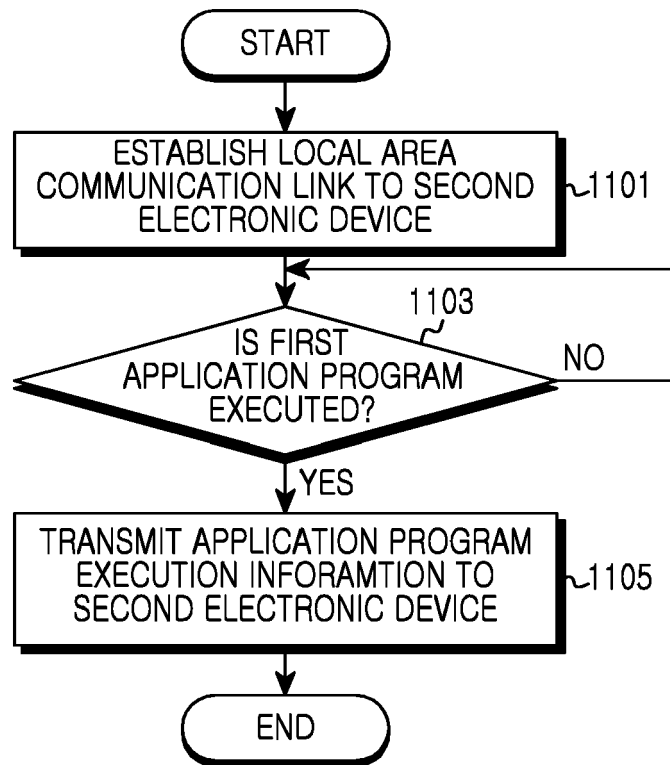 START
ESTABLISH LOCAL AREA
COMMUNICATION LINK TO SECOND
ELECTRONIC DEVICE
1101
1103
IS FIRST
APPLICATION PROGRAM
EXECUTED?
NO
YES
TRANSMIT APPLICATION PROGRAM
EXECUTION INFORAMTION TO
SECOND ELECTRONIC DEVICE
1105
END